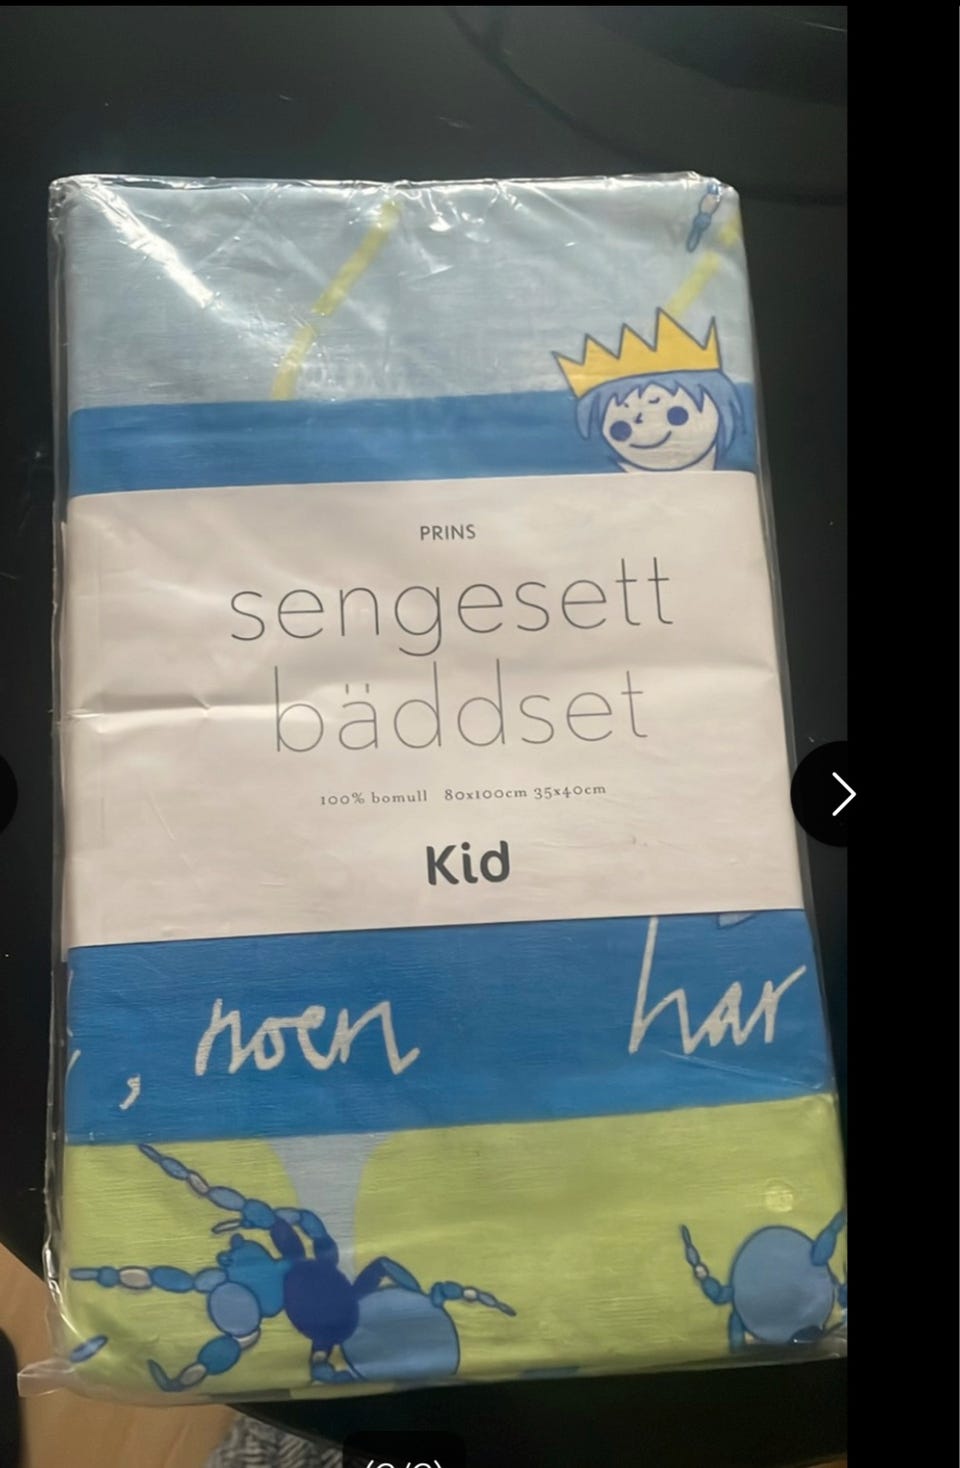 PRINS
sengesett
bäddset
100% bomull 80x100cm 35x40cm
Kid
, noen har